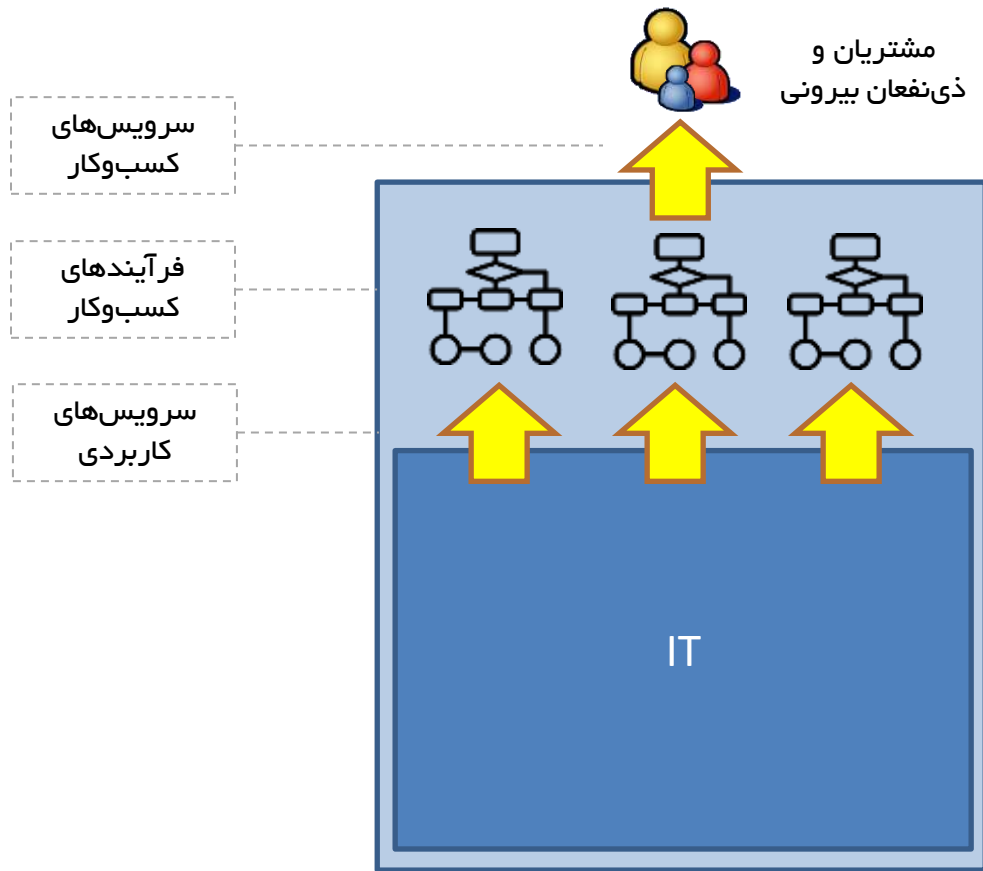 مشتریان و
ذی‌نفعان بیرونی
سرویس‌های
کسب‌وکار
فرآیندهای
کسب‌وکار
سرویس‌های
کاربردی
IT